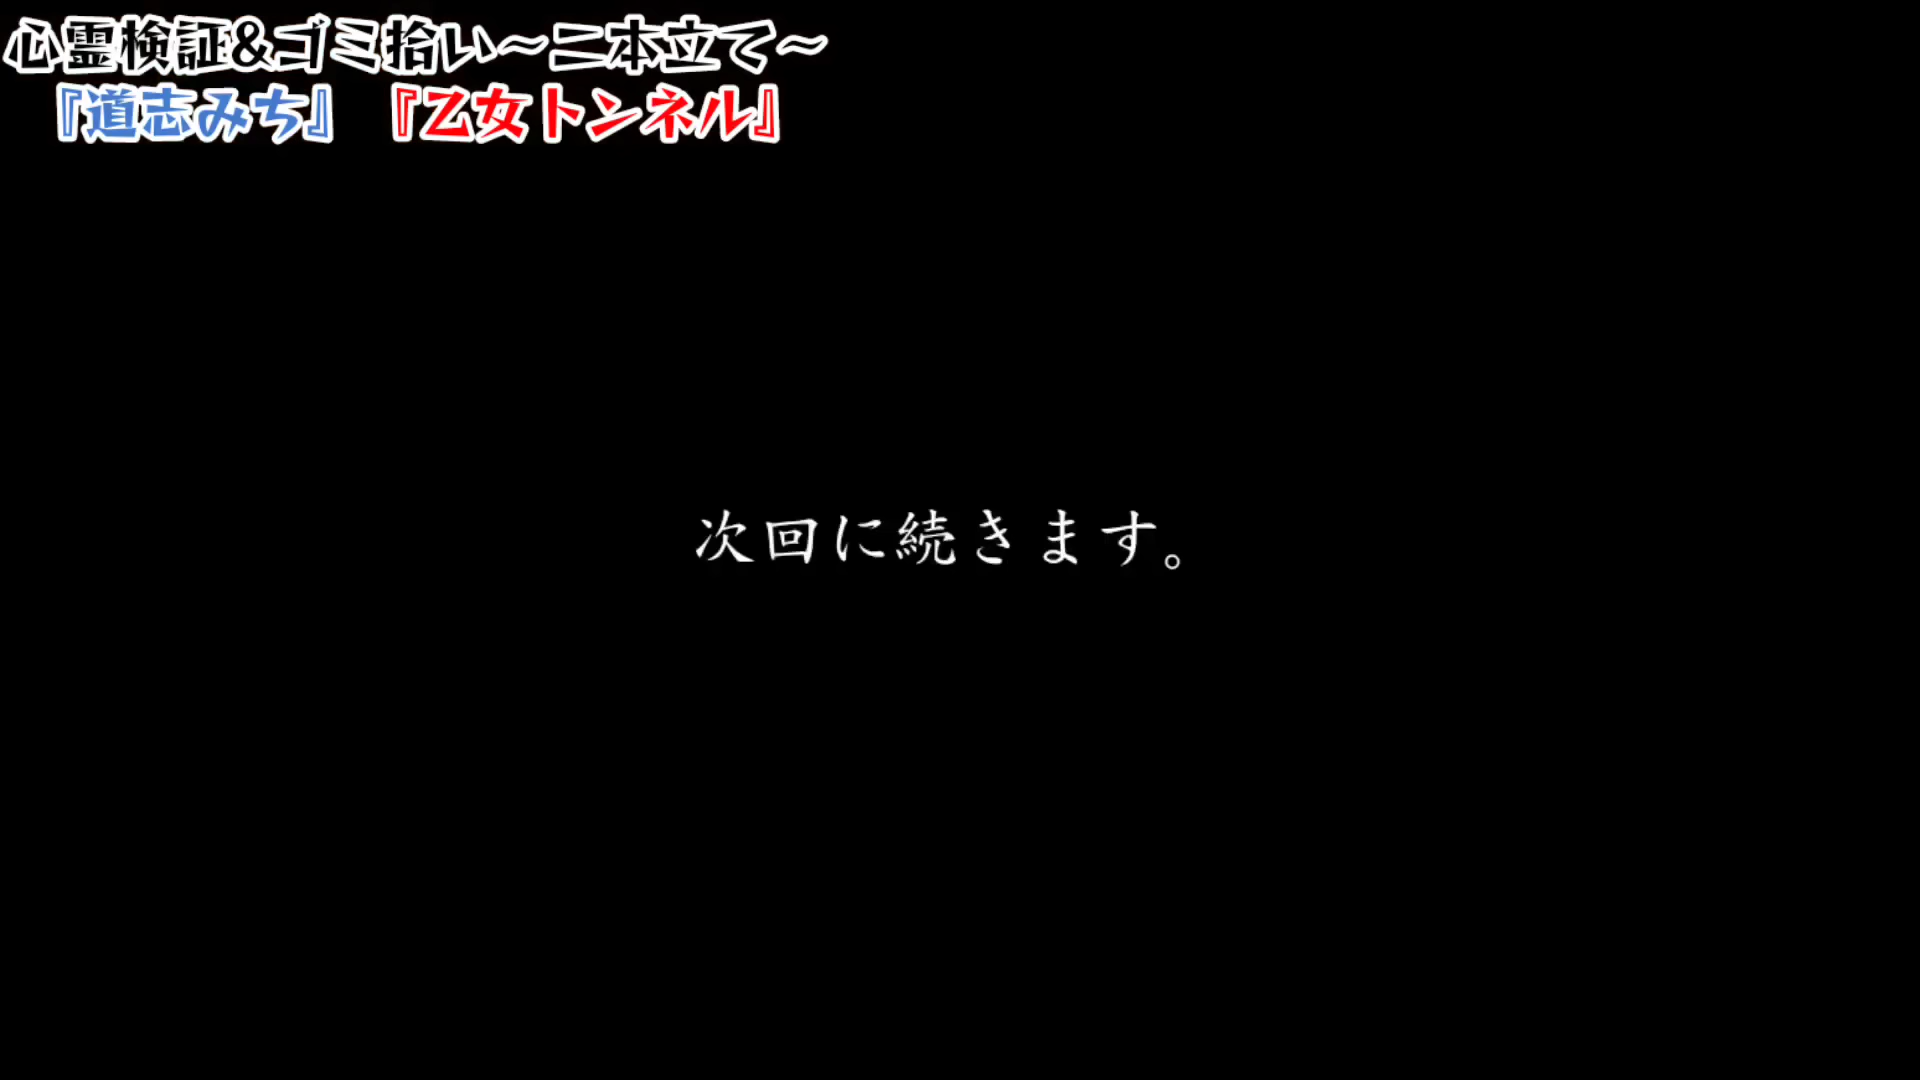 心霊検証&ゴミ拾い～二本立て～
『道志みち』　『乙女トンネル』
次回に続きます。